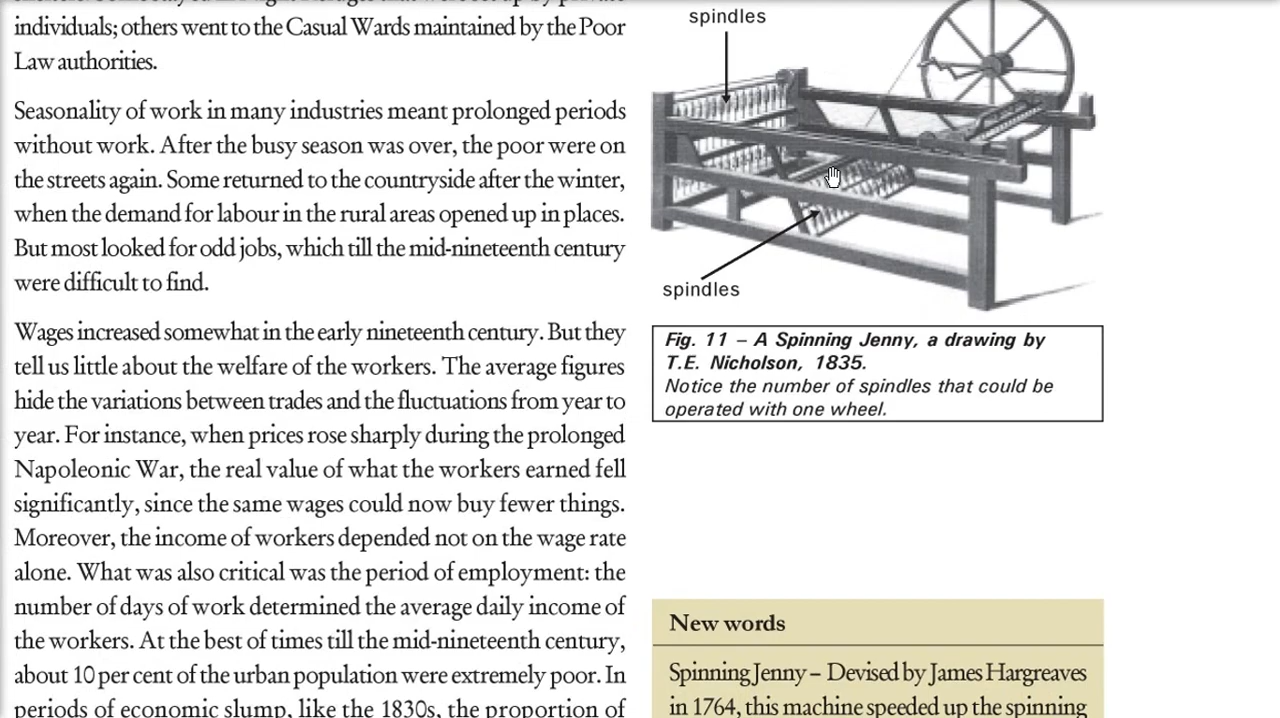 individuals; others went to the Casual Wards maintained by the Poor
Law authorities.
Seasonality of work in many industries meant prolonged periods
without work. After the busy season was over, the poor were on
the streets again. Some returned to the countryside after the winter,
when the demand for labour in the rural areas opened up in places.
But most looked for odd jobs, which till the mid-nineteenth century
were difficult to find.
Wages increased somewhat in the early nineteenth century. But they
tell us little about the welfare of the workers. The average figures
hide the variations between trades and the fluctuations from year to
year. For instance, when prices rose sharply during the prolonged
Napoleonic War, the real value of what the workers earned fell
significantly, since the same wages could now buy fewer things.
Moreover, the income of workers depended not on the wage rate
alone. What was also critical was the period of employment: the
number of days of work determined the average daily income of
the workers. At the best of times till the mid-nineteenth century,
about 10 per cent of the urban population were extremely poor. In
periods of economic slump, like the 1830s, the proportion of
spindles
spindles
Fig. 11 – A Spinning Jenny, a drawing by
T.E. Nicholson, 1835.
Notice the number of spindles that could be
operated with one wheel.
New words
Spinning Jenny – Devised by James Hargreaves
in 1764, this machine speeded up the spinning